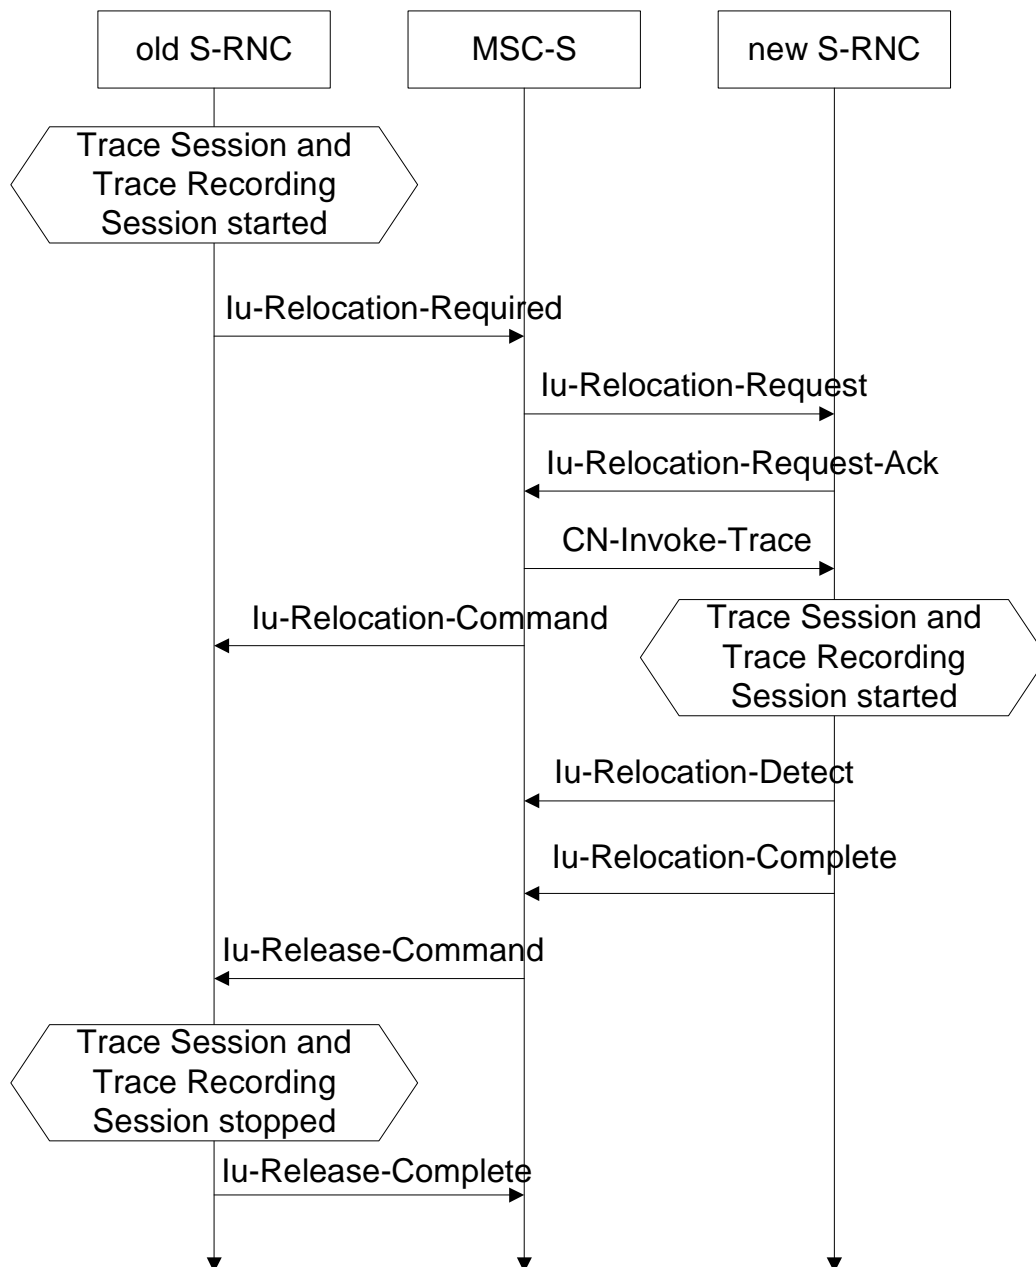 old S-RNC
MSC-S
new S-RNC
Trace Session and
Trace Recording
Session started
Iu-Relocation-Required
Iu-Relocation-Request
Iu-Relocation-Request-Ack
CN-Invoke-Trace
Iu-Relocation-Command
Trace Session and
Trace Recording
Session started
Iu-Relocation-Detect
Iu-Relocation-Complete
Iu-Release-Command
Trace Session and
Trace Recording
Session stopped
Iu-Release-Complete